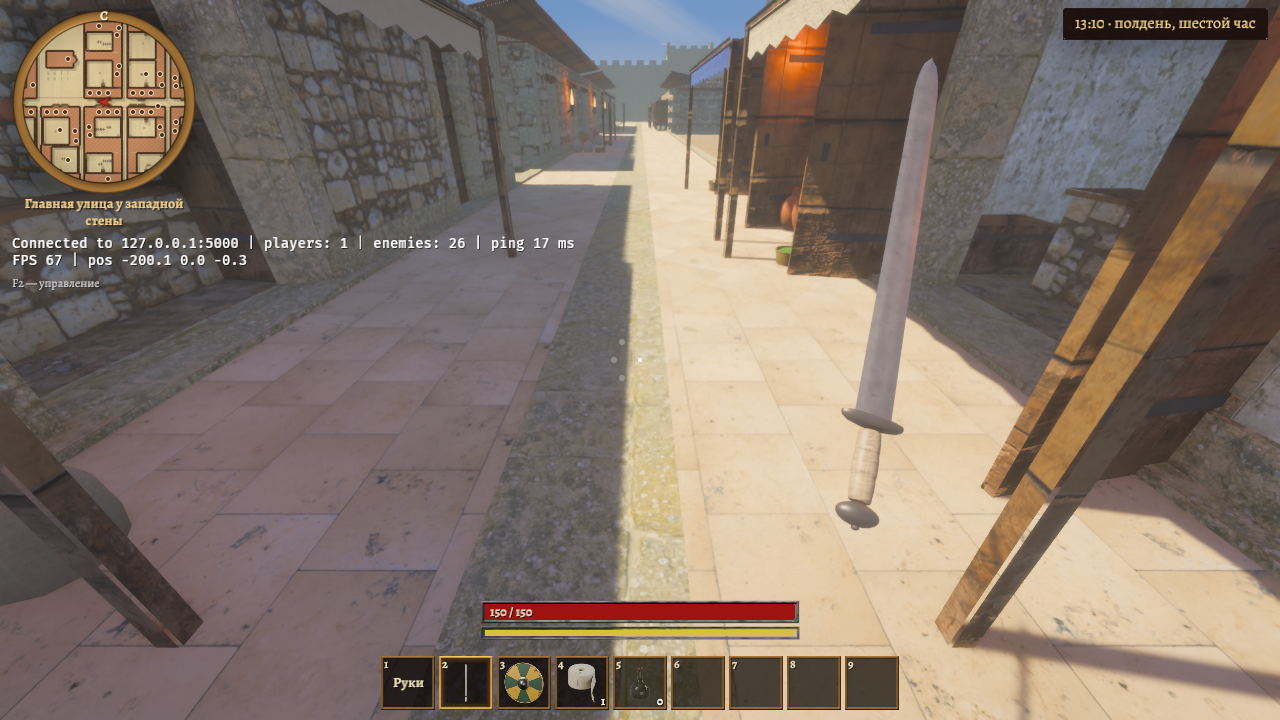 С
13:10 · полдень, шестой час
Главная улица у западной
стены
Connected to 127.0.0.1:5000 | players: 1 | enemies: 26 | ping 17 ms
FPS 67 | pos -200.1 0.0 -0.3
F2 — управление
150 / 150
1 2 3 4 5 6 7 8 9
Руки
1 0